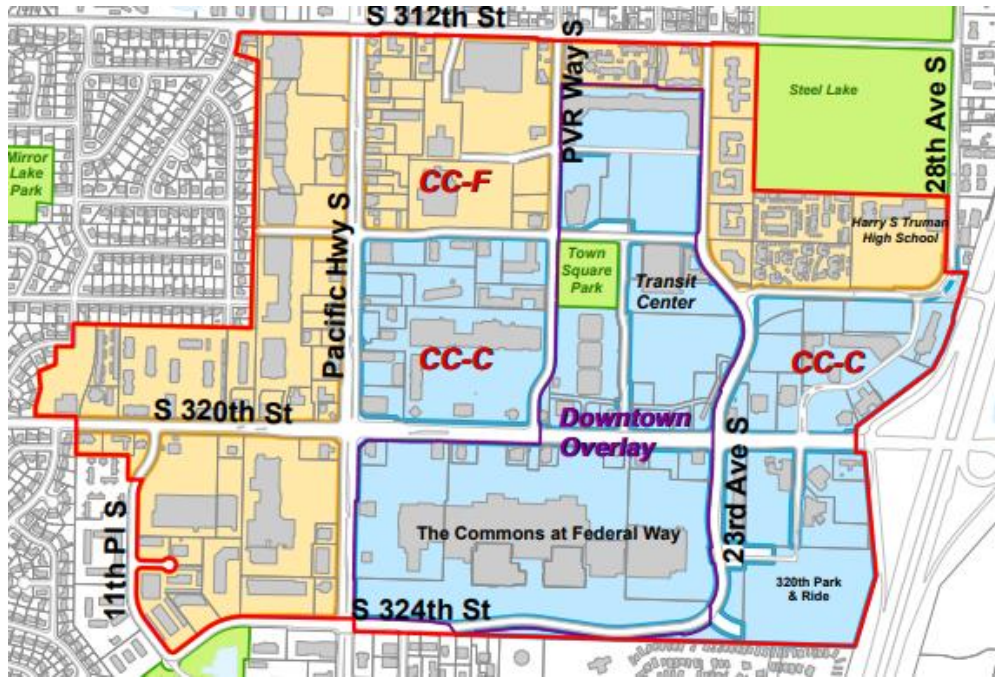 S 312th St
PVR Way S
Steel Lake
28th Ave S
Mirror
Lake
Park
CC-F
Harry S Truman
High School
Pacific Hwy S
Town
Square
Park
Transit
Center
CC-C
CC-C
S 320th St
Downtown
Overlay
23rd Ave S
11th Pl S
The Commons at Federal Way
320th Park
& Ride
S 324th St